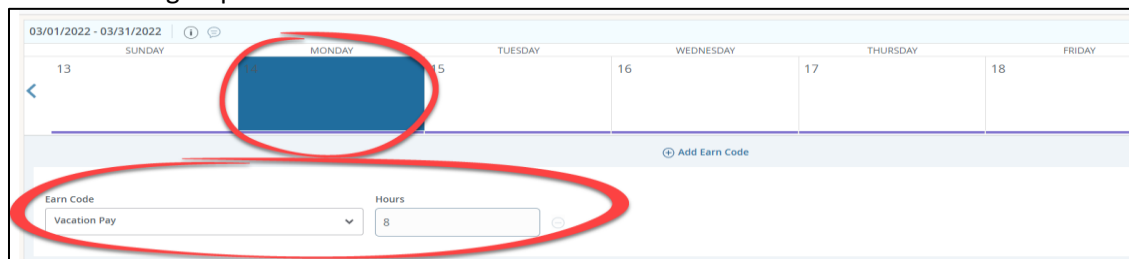 03/01/2022 - 03/31/2022
SUNDAY MONDAY TUESDAY WEDNESDAY THURSDAY FRIDAY
13 14 15 16 17 18
Add Earn Code
Earn Code Hours
Vacation Pay 8